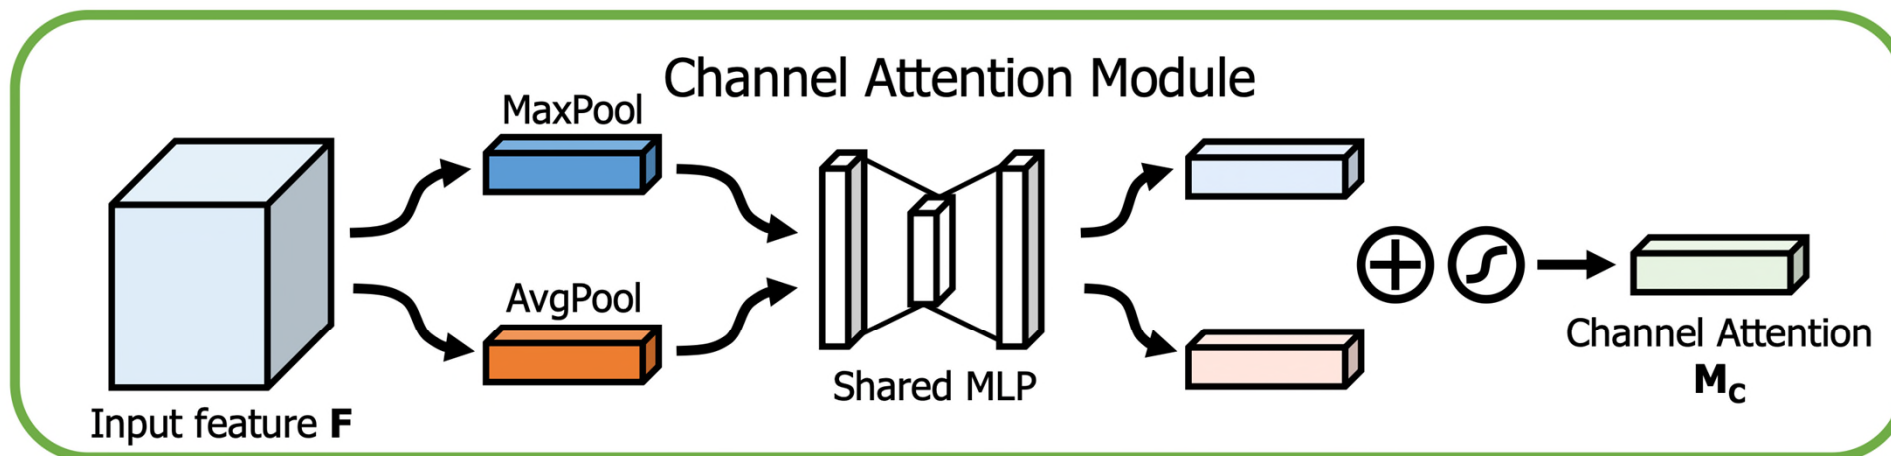 Channel Attention Module
MaxPool
AvgPool
Input feature F
Shared MLP
Channel Attention
Mc